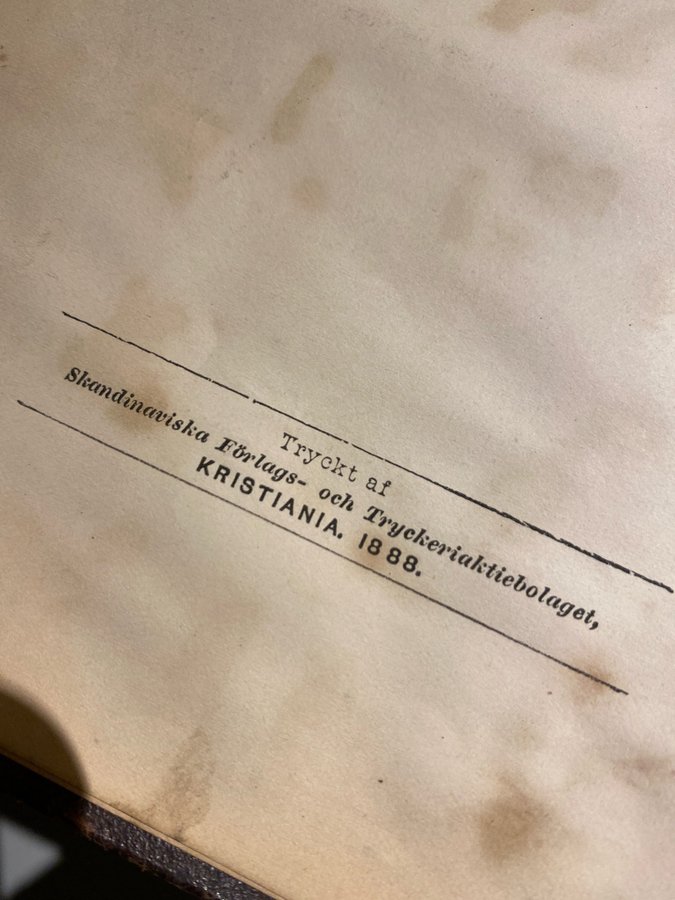 Tryckt af
Skandinaviska Förlags- och Tryckeriaktiebolaget,
KRISTIANIA. 1888.